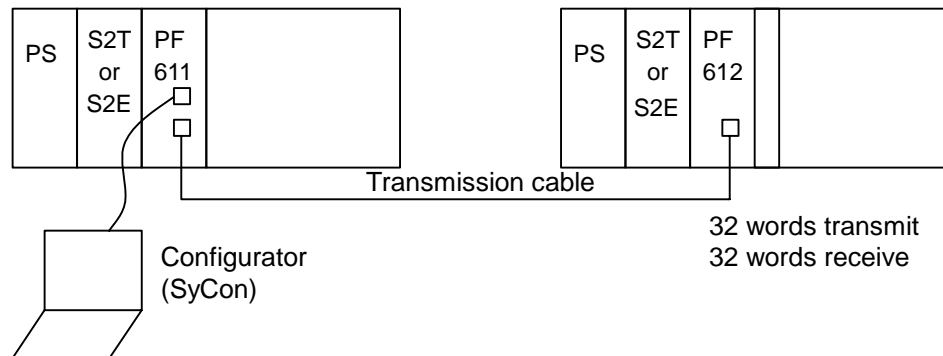 PS
S2T
or
S2E
PF
611
PS
S2T
or
S2E
PF
612
Transmission cable
32 words transmit
32 words receive
Configurator
(SyCon)